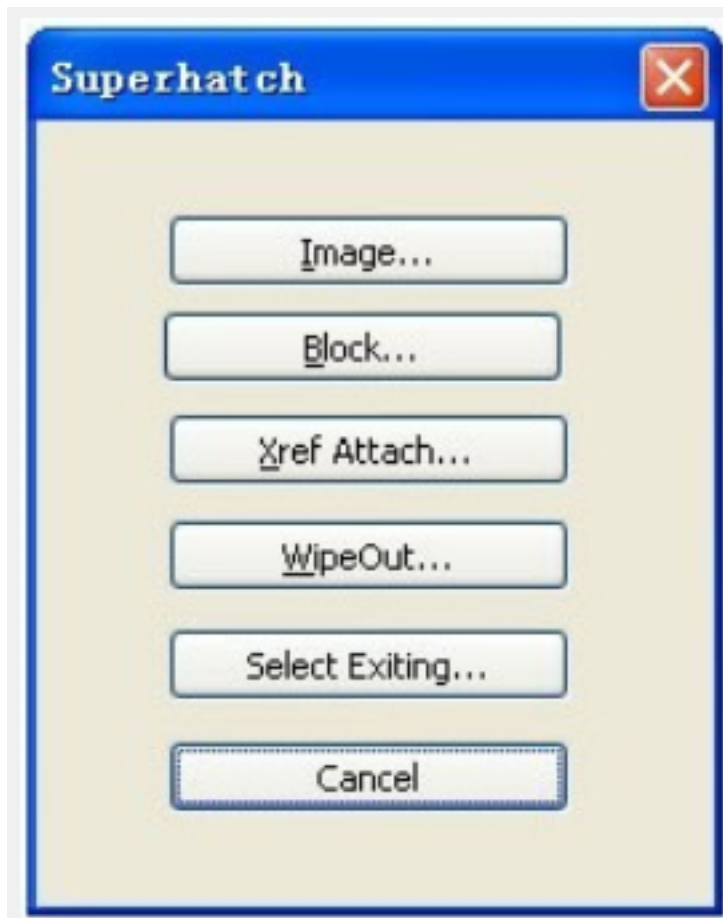 Superhatch
Image...
Block...
Xref Attach...
WipeOut...
Select Exiting...
Cancel